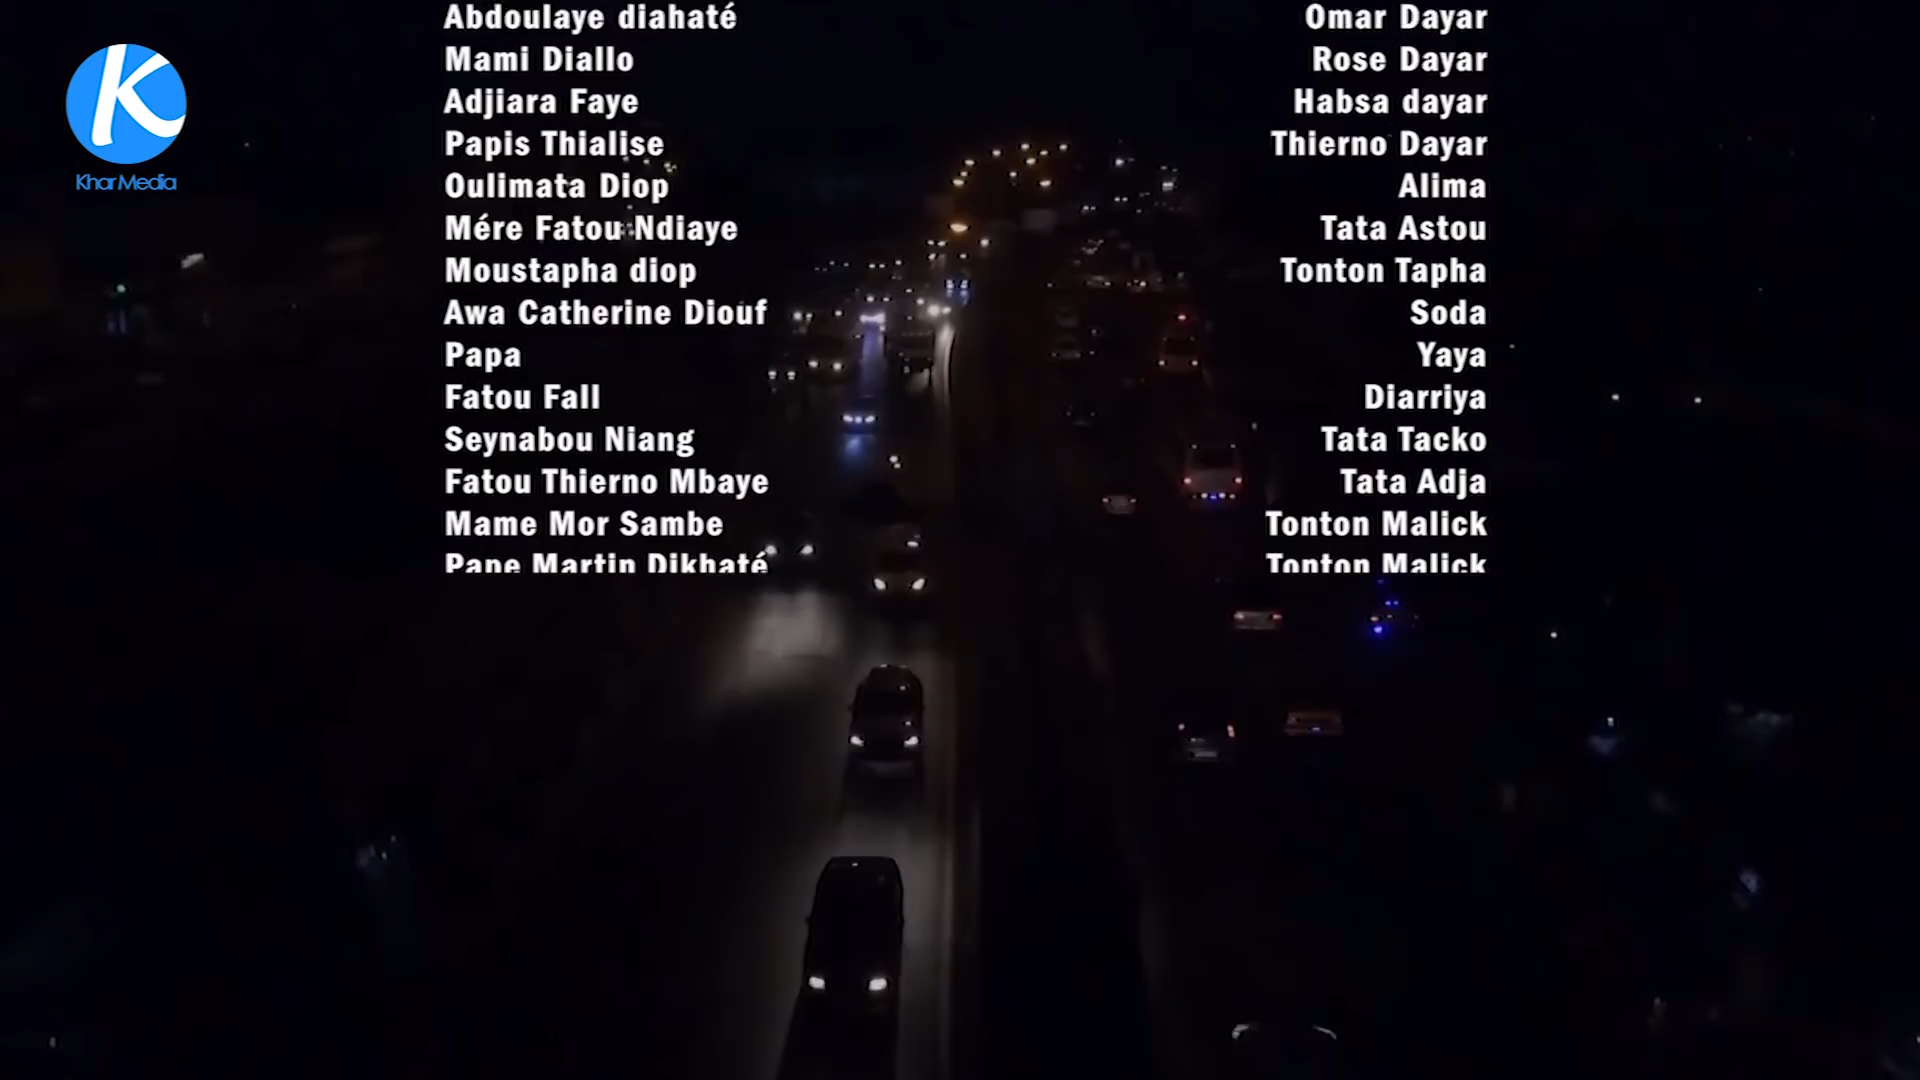 Abdoulaye diahaté Omar Dayar
Khar Media
Mami Diallo Rose Dayar
Adjiara Faye Habsa dayar
Papis Thialise Thierno Dayar
Oulimata Diop Alima
Mére Fatou Ndiaye Tata Astou
Moustapha diop Tonton Tapha
Awa Catherine Diouf Soda
Papa Yaya
Fatou Fall Diarriya
Seynabou Niang Tata Tacko
Fatou Thierno Mbaye Tata Adja
Mame Mor Sambe Tonton Malick
Pape Martin Dikhaté Tonton Malick